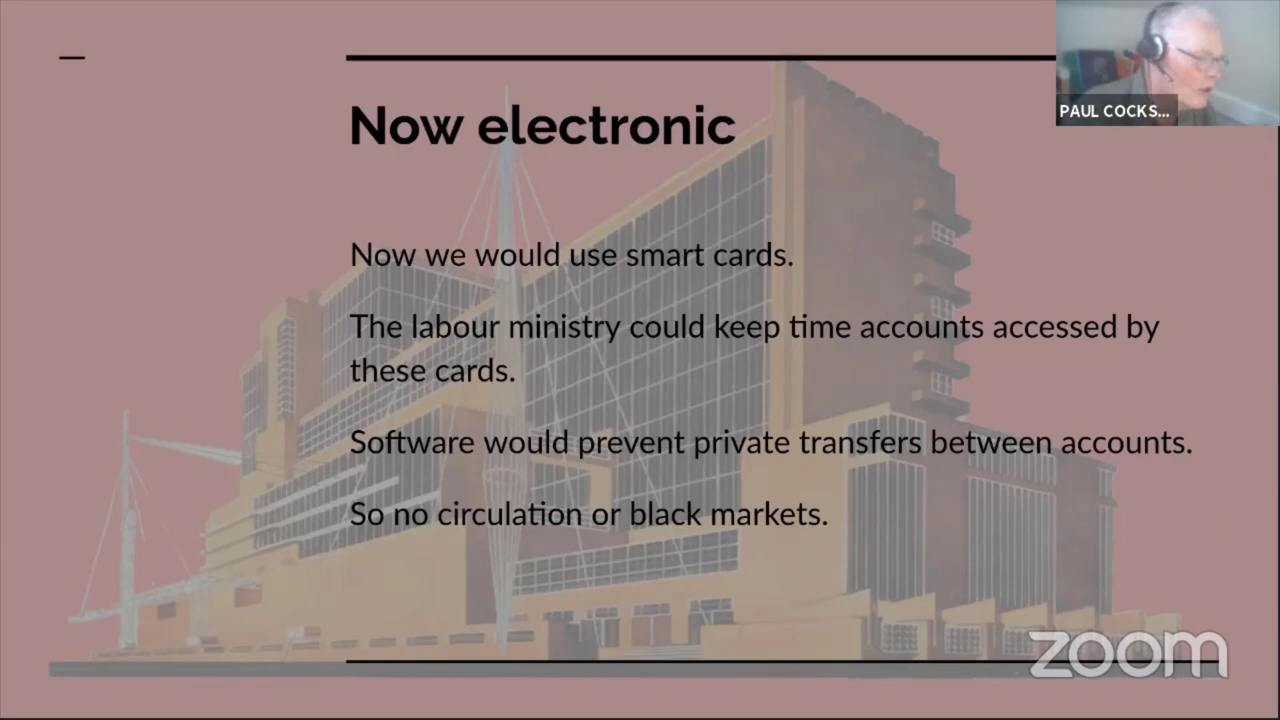 PAUL COCKS...
Now electronic
Now we would use smart cards.
The labour ministry could keep time accounts accessed by
these cards.
Software would prevent private transfers between accounts.
So no circulation or black markets.
zoom